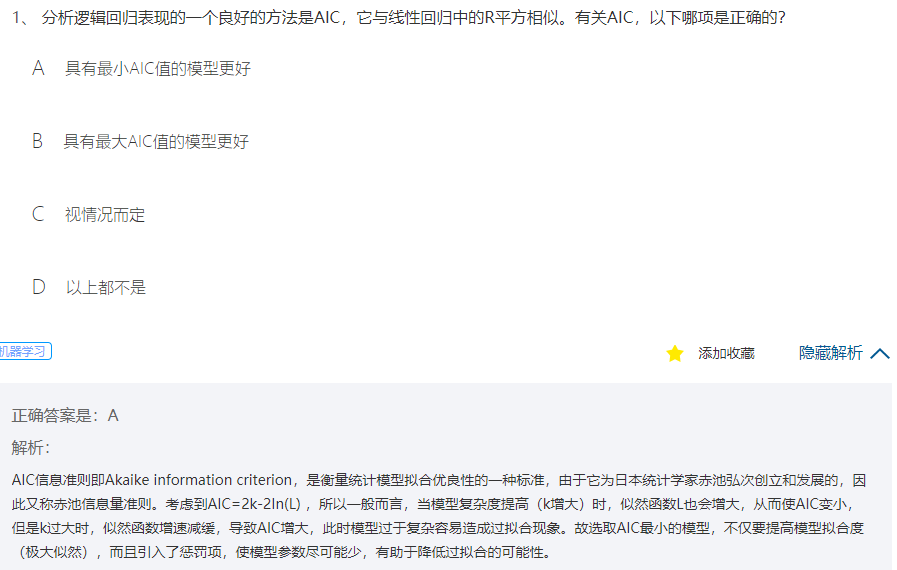 1、 分析逻辑回归表现的一个良好的方法是AIC，它与线性回归中的R平方相似。有关AIC，以下哪项是正确的?
A 具有最小AIC值的模型更好
B 具有最大AIC值的模型更好
C 视情况而定
D 以上都不是
机器学习 添加收藏 隐藏解析
正确答案是：A
解析：
AIC信息准则即Akaike information criterion，是衡量统计模型拟合优良性的一种标准，由于它为日本统计学家赤池弘次创立和发展的，因
此又称赤池信息量准则。考虑到AIC=2k-2ln(L) ，所以一般而言，当模型复杂度提高（k增大）时，似然函数L也会增大，从而使AIC变小，
但是k过大时，似然函数增速减缓，导致AIC增大，此时模型过于复杂容易造成过拟合现象。故选取AIC最小的模型，不仅要提高模型拟合度
（极大似然），而且引入了惩罚项，使模型参数尽可能少，有助于降低过拟合的可能性。